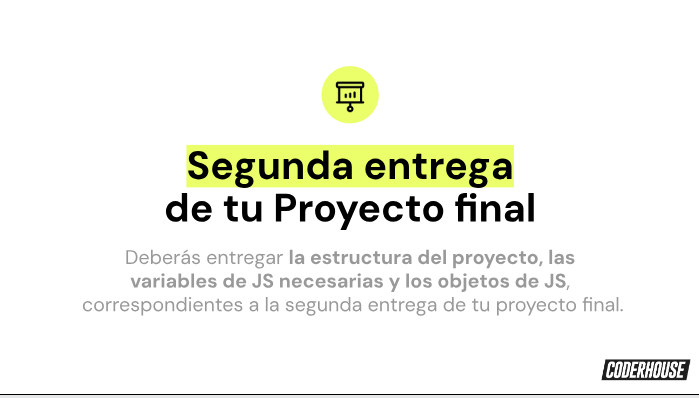 Segunda entrega
de tu Proyecto final
Deberás entregar la estructura del proyecto, las
variables de JS necesarias y los objetos de JS,
correspondientes a la segunda entrega de tu proyecto final.
CODERHOUSE